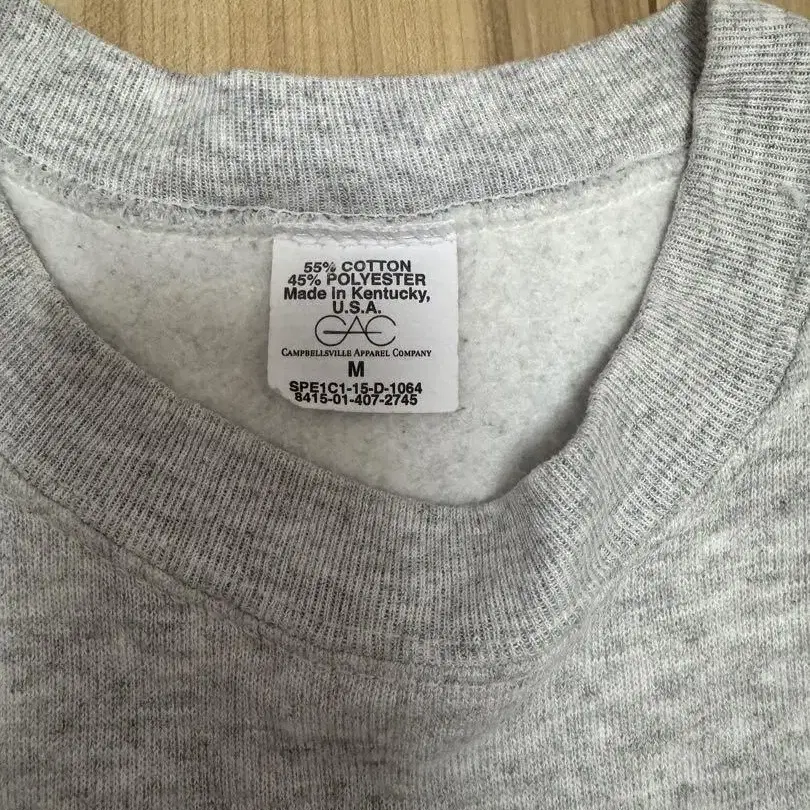 55% COTTON
45% POLYESTER
Made In Kentucky,
U.S.A.
CAC
CAMPBELLSVILLE APPAREL COMPANY
M
SPE1C1-15-D-1064
8415-01-407-2745